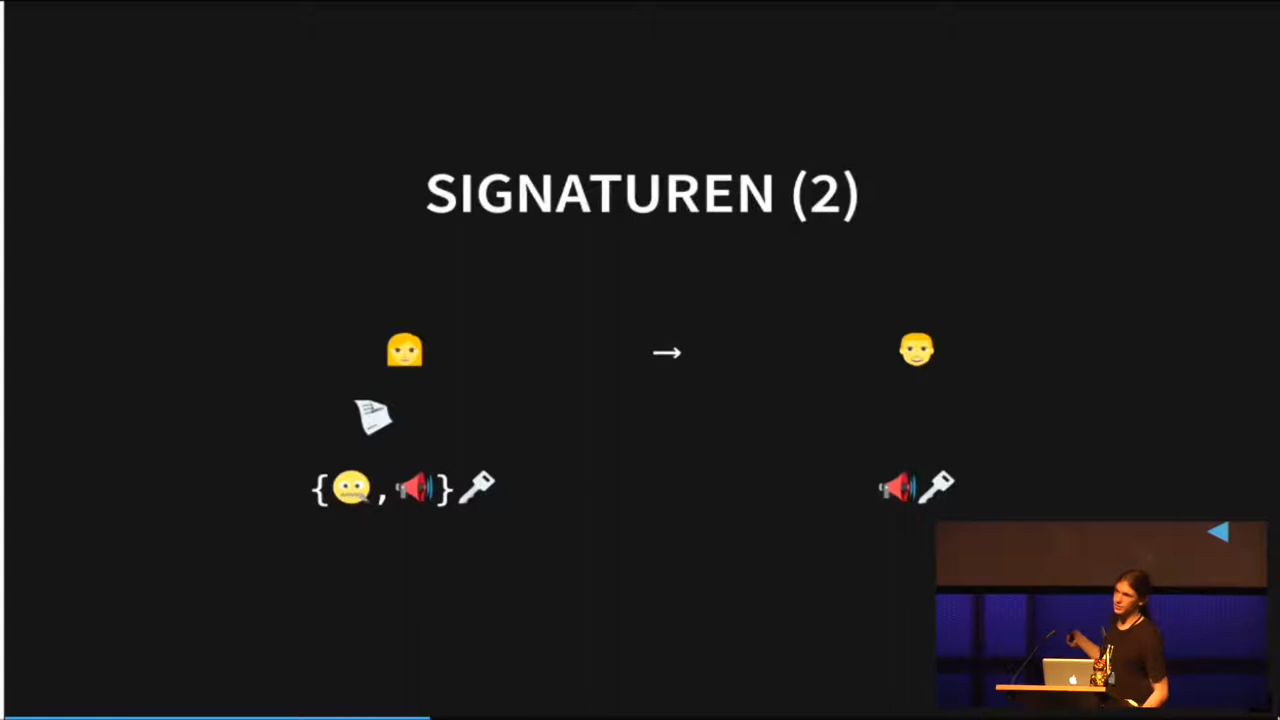 SIGNATUREN (2)
→
{🤐,📢}🔑 📢🔑